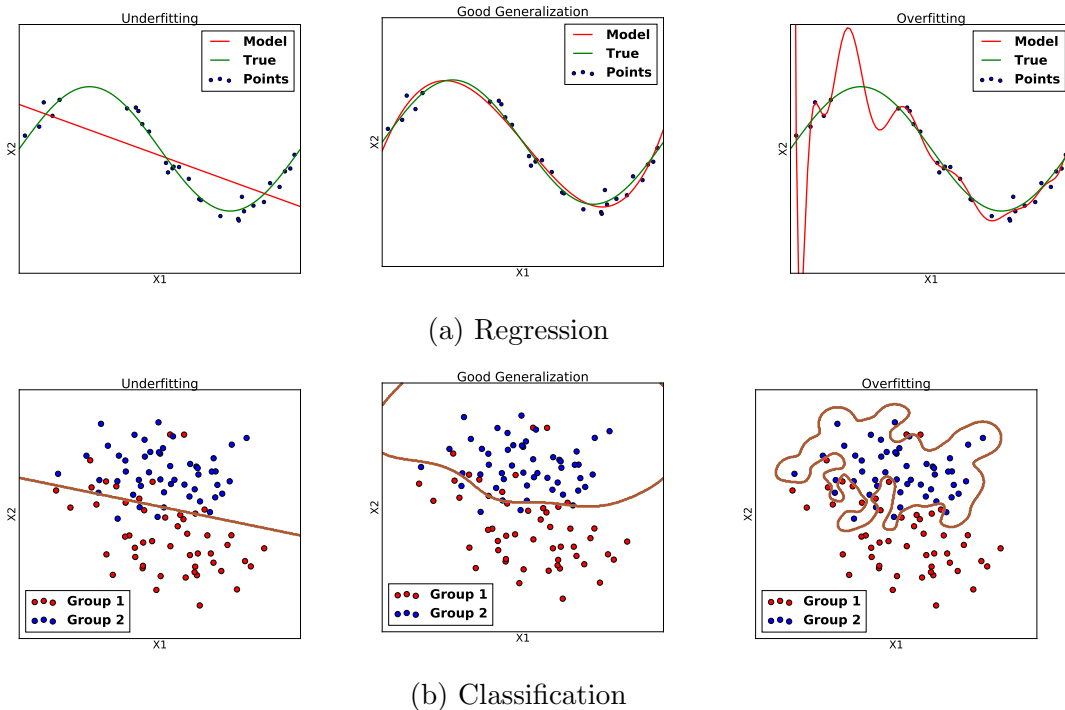 Underfitting
Model
True
Points
X2
X1
Good Generalization
Model
True
Points
X2
X1
Overfitting
Model
True
Points
X2
X1
(a) Regression
Underfitting
X2
Group 1
Group 2
X1
Good Generalization
X2
Group 1
Group 2
X1
Overfitting
X2
Group 1
Group 2
X1
(b) Classification